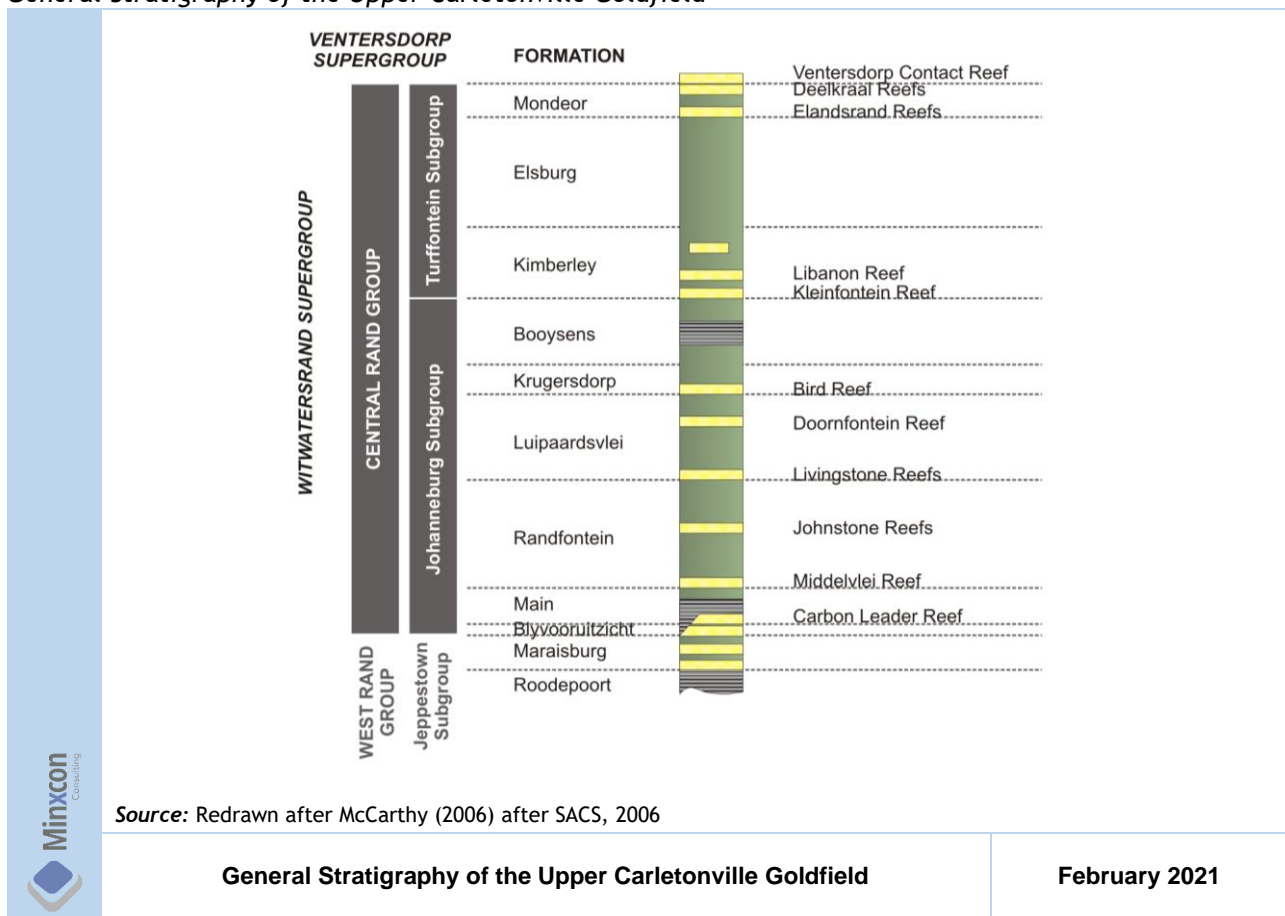 General Stratigraphy of the Upper Carletonville Goldfield
VENTERSDORP
SUPERGROUP
FORMATION
WITWATERSRAND SUPERGROUP
CENTRAL RAND GROUP
Turffontein Subgroup
Johanneburg Subgroup
WEST RAND
GROUP
Jeppestown
Subgroup
Mondeor
Elsburg
Kimberley
Booysens
Krugersdorp
Luipaardsvlei
Randfontein
Main
Blyvooruitzicht
Maraisburg
Roodepoort
Ventersdorp Contact Reef
Deelkraal Reefs
Elandsrand Reefs
Libanon Reef
Kleinfontein Reef
Bird Reef
Doornfontein Reef
Livingstone Reefs
Johnstone Reefs
Middelvlei Reef
Carbon Leader Reef
Minxcon
Consulting
Source: Redrawn after McCarthy (2006) after SACS, 2006
General Stratigraphy of the Upper Carletonville Goldfield
February 2021